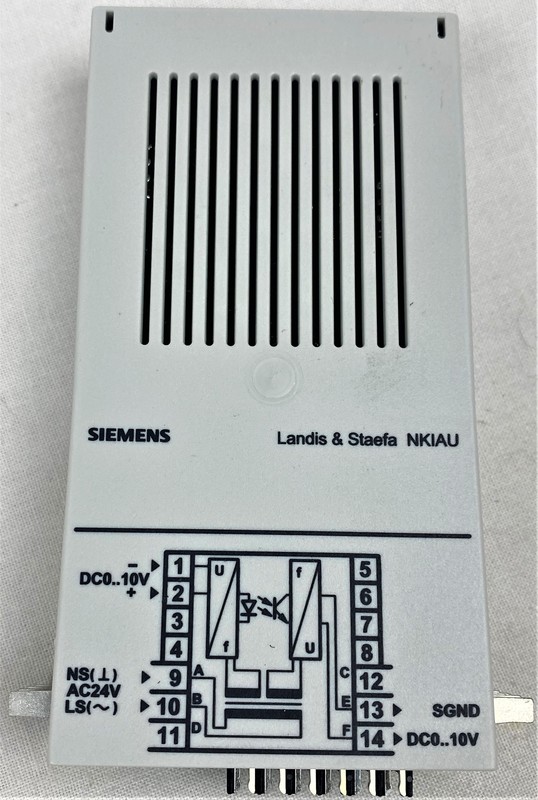 SIEMENS Landis & Staefa NKIAU
− 1 U f 5
DC0..10V
+ 2 6
3 7
4 f U 8
NS(⊥) 9 A C 12
AC24V
LS(∼) 10 B E 13 SGND
11 D F 14 DC0..10V